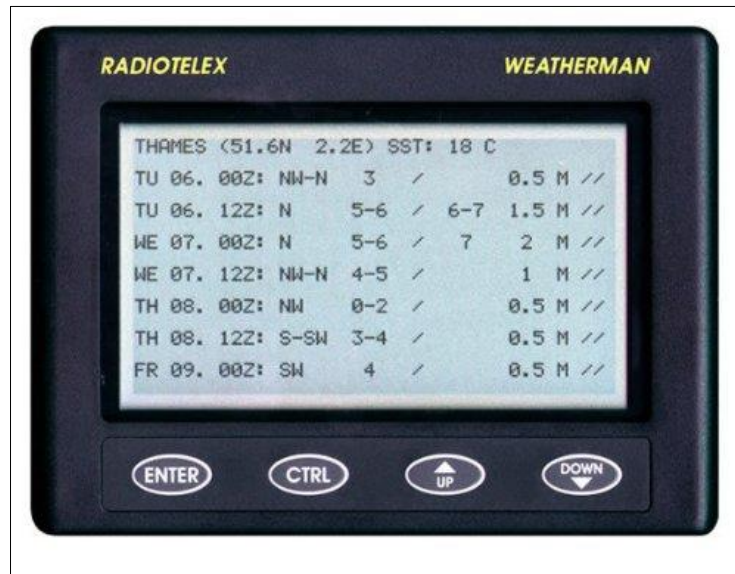 RADIOTELEX WEATHERMAN
THAMES (51.6N 2.2E) SST: 18 C
TU 06. 00Z: NW-N 3 / 0.5 M //
TU 06. 12Z: N 5-6 / 6-7 1.5 M //
WE 07. 00Z: N 5-6 / 7 2 M //
WE 07. 12Z: NW-N 4-5 / 1 M //
TH 08. 00Z: NW 0-2 / 0.5 M //
TH 08. 12Z: S-SW 3-4 / 0.5 M //
FR 09. 00Z: SW 4 / 0.5 M //
ENTER CTRL UP DOWN